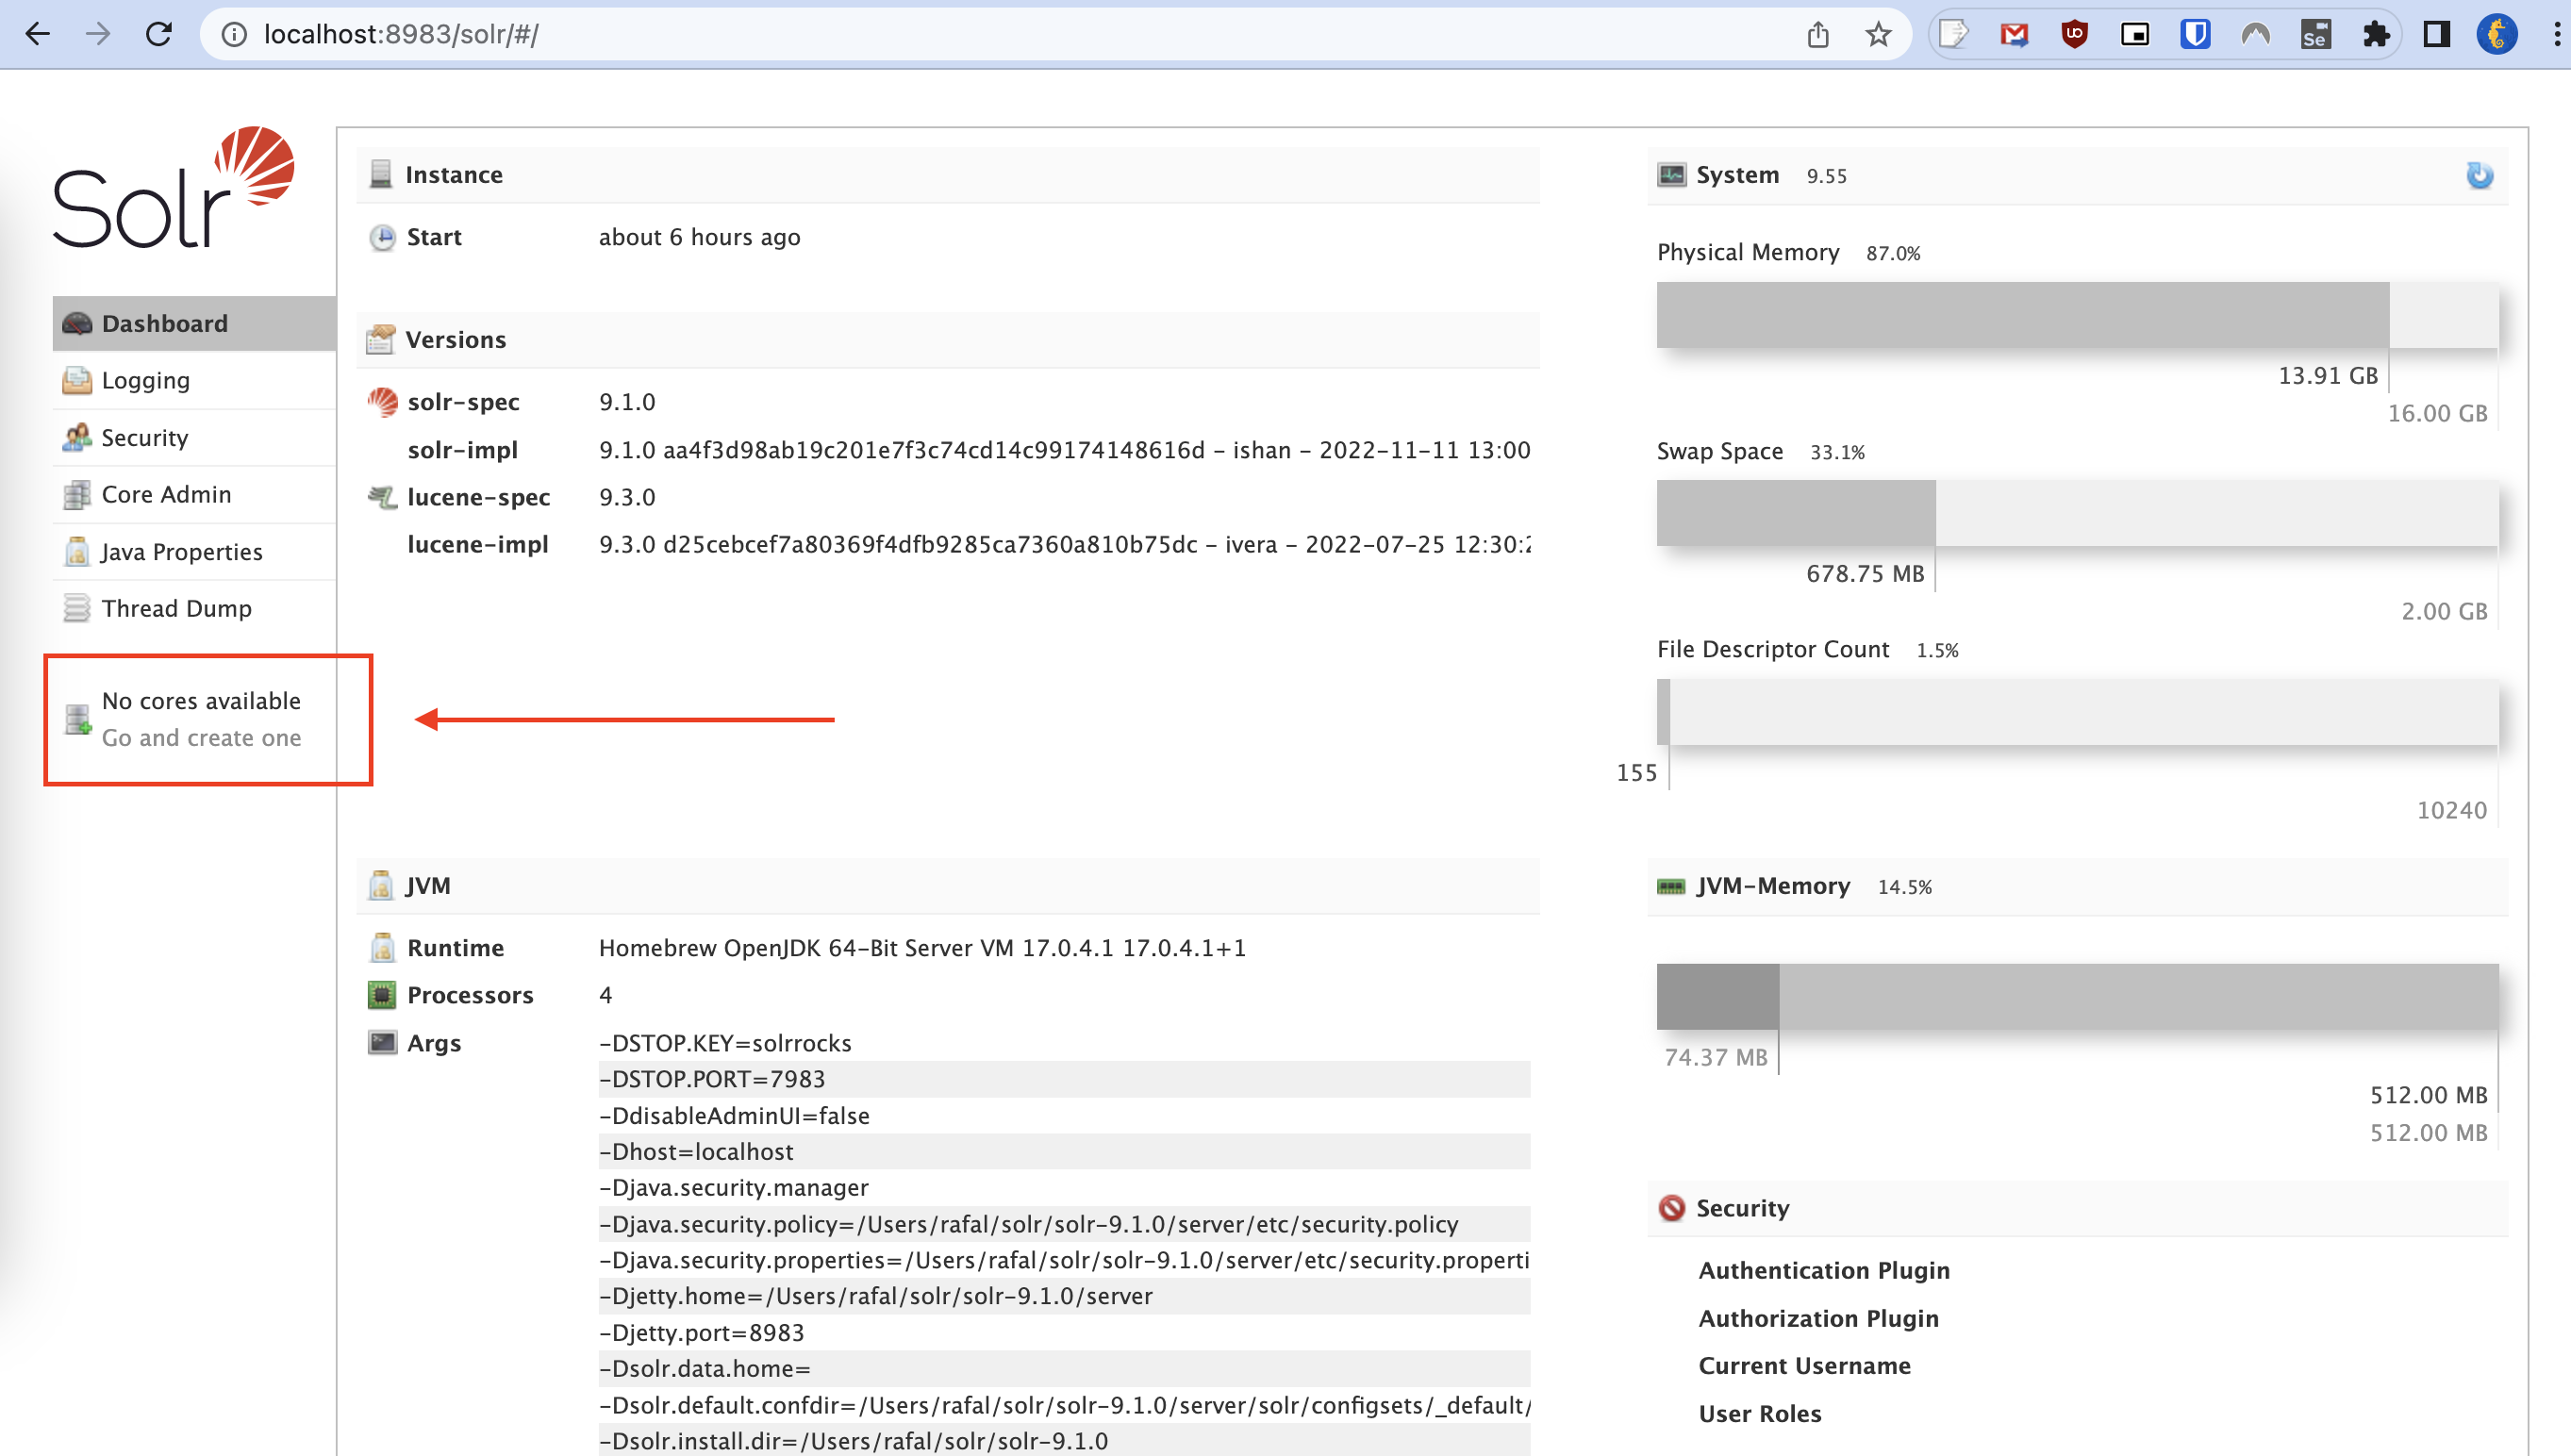 localhost:8983/solr/#/
Se
Solr
Dashboard
Logging
Security
Core Admin
Java Properties
Thread Dump
No cores available
Go and create one
Instance
Start about 6 hours ago
Versions
solr-spec 9.1.0
solr-impl 9.1.0 aa4f3d98ab19c201e7f3c74cd14c99174148616d - ishan - 2022-11-11 13:00
lucene-spec 9.3.0
lucene-impl 9.3.0 d25cebcef7a80369f4dfb9285ca7360a810b75dc - ivera - 2022-07-25 12:30:2
JVM
Runtime Homebrew OpenJDK 64-Bit Server VM 17.0.4.1 17.0.4.1+1
Processors 4
Args -DSTOP.KEY=solrrocks
-DSTOP.PORT=7983
-DdisableAdminUI=false
-Dhost=localhost
-Djava.security.manager
-Djava.security.policy=/Users/rafal/solr/solr-9.1.0/server/etc/security.policy
-Djava.security.properties=/Users/rafal/solr/solr-9.1.0/server/etc/security.properti
-Djetty.home=/Users/rafal/solr/solr-9.1.0/server
-Djetty.port=8983
-Dsolr.data.home=
-Dsolr.default.confdir=/Users/rafal/solr/solr-9.1.0/server/solr/configsets/_default/
-Dsolr.install.dir=/Users/rafal/solr/solr-9.1.0
System 9.55
Physical Memory 87.0%
13.91 GB
16.00 GB
Swap Space 33.1%
678.75 MB
2.00 GB
File Descriptor Count 1.5%
155
10240
JVM-Memory 14.5%
74.37 MB
512.00 MB
512.00 MB
Security
Authentication Plugin
Authorization Plugin
Current Username
User Roles